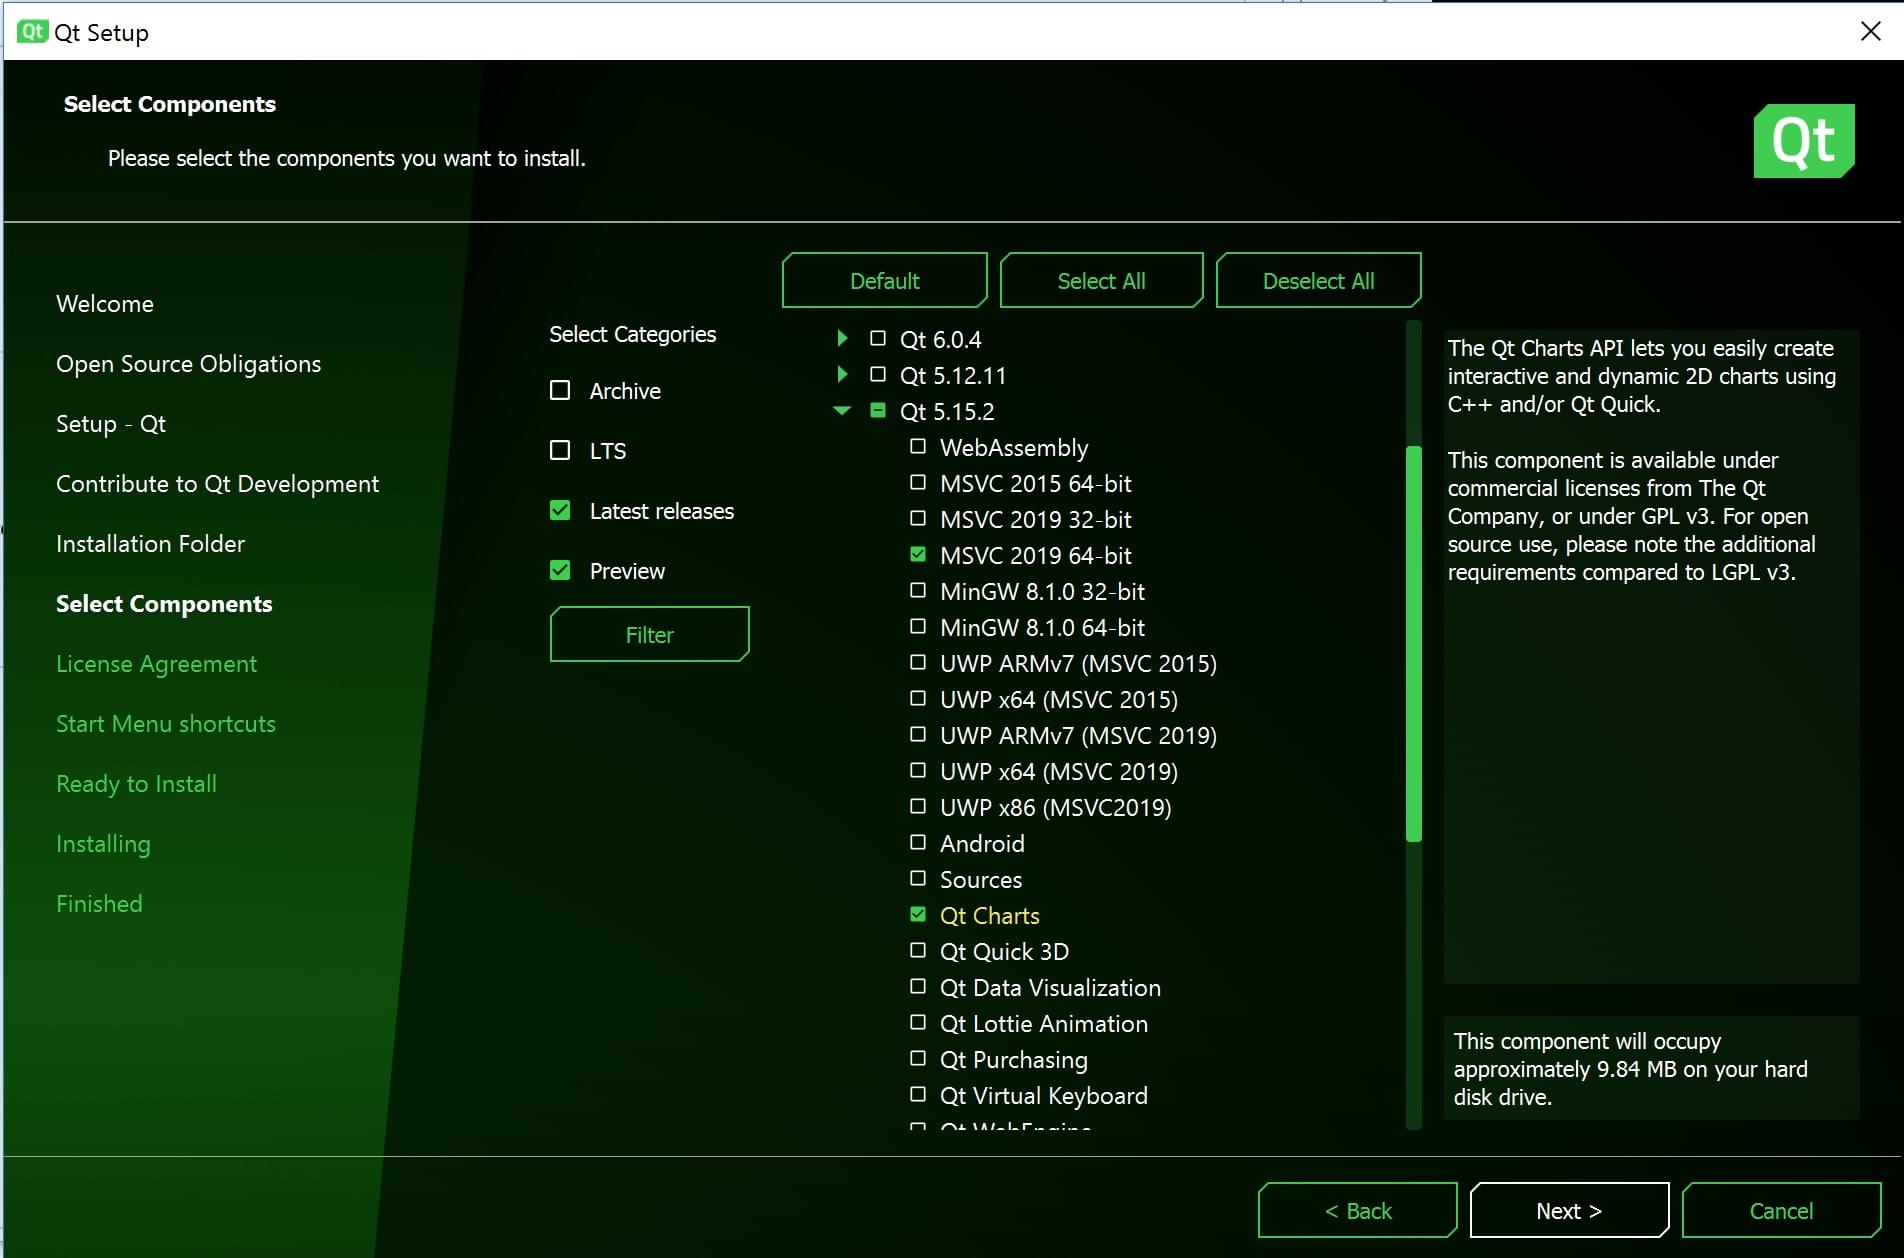 Qt Qt Setup
Select Components
Please select the components you want to install.
Qt
Welcome
Open Source Obligations
Setup - Qt
Contribute to Qt Development
Installation Folder
Select Components
License Agreement
Start Menu shortcuts
Ready to Install
Installing
Finished
Select Categories
Archive
LTS
Latest releases
Preview
Filter
Default
Select All
Deselect All
Qt 6.0.4
Qt 5.12.11
Qt 5.15.2
WebAssembly
MSVC 2015 64-bit
MSVC 2019 32-bit
MSVC 2019 64-bit
MinGW 8.1.0 32-bit
MinGW 8.1.0 64-bit
UWP ARMv7 (MSVC 2015)
UWP x64 (MSVC 2015)
UWP ARMv7 (MSVC 2019)
UWP x64 (MSVC 2019)
UWP x86 (MSVC2019)
Android
Sources
Qt Charts
Qt Quick 3D
Qt Data Visualization
Qt Lottie Animation
Qt Purchasing
Qt Virtual Keyboard
Qt WebEngine
The Qt Charts API lets you easily create
interactive and dynamic 2D charts using
C++ and/or Qt Quick.
This component is available under
commercial licenses from The Qt
Company, or under GPL v3. For open
source use, please note the additional
requirements compared to LGPL v3.
This component will occupy
approximately 9.84 MB on your hard
disk drive.
< Back
Next >
Cancel